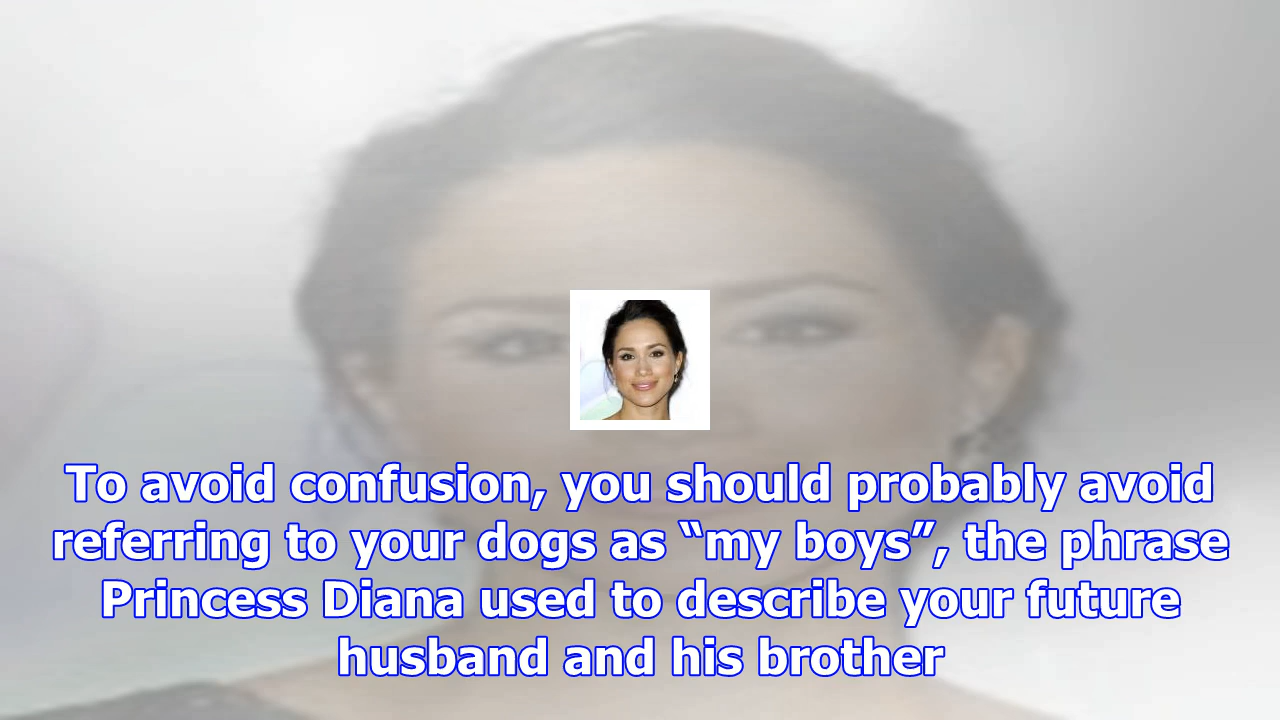 To avoid confusion, you should probably avoid
referring to your dogs as “my boys”, the phrase
Princess Diana used to describe your future
husband and his brother